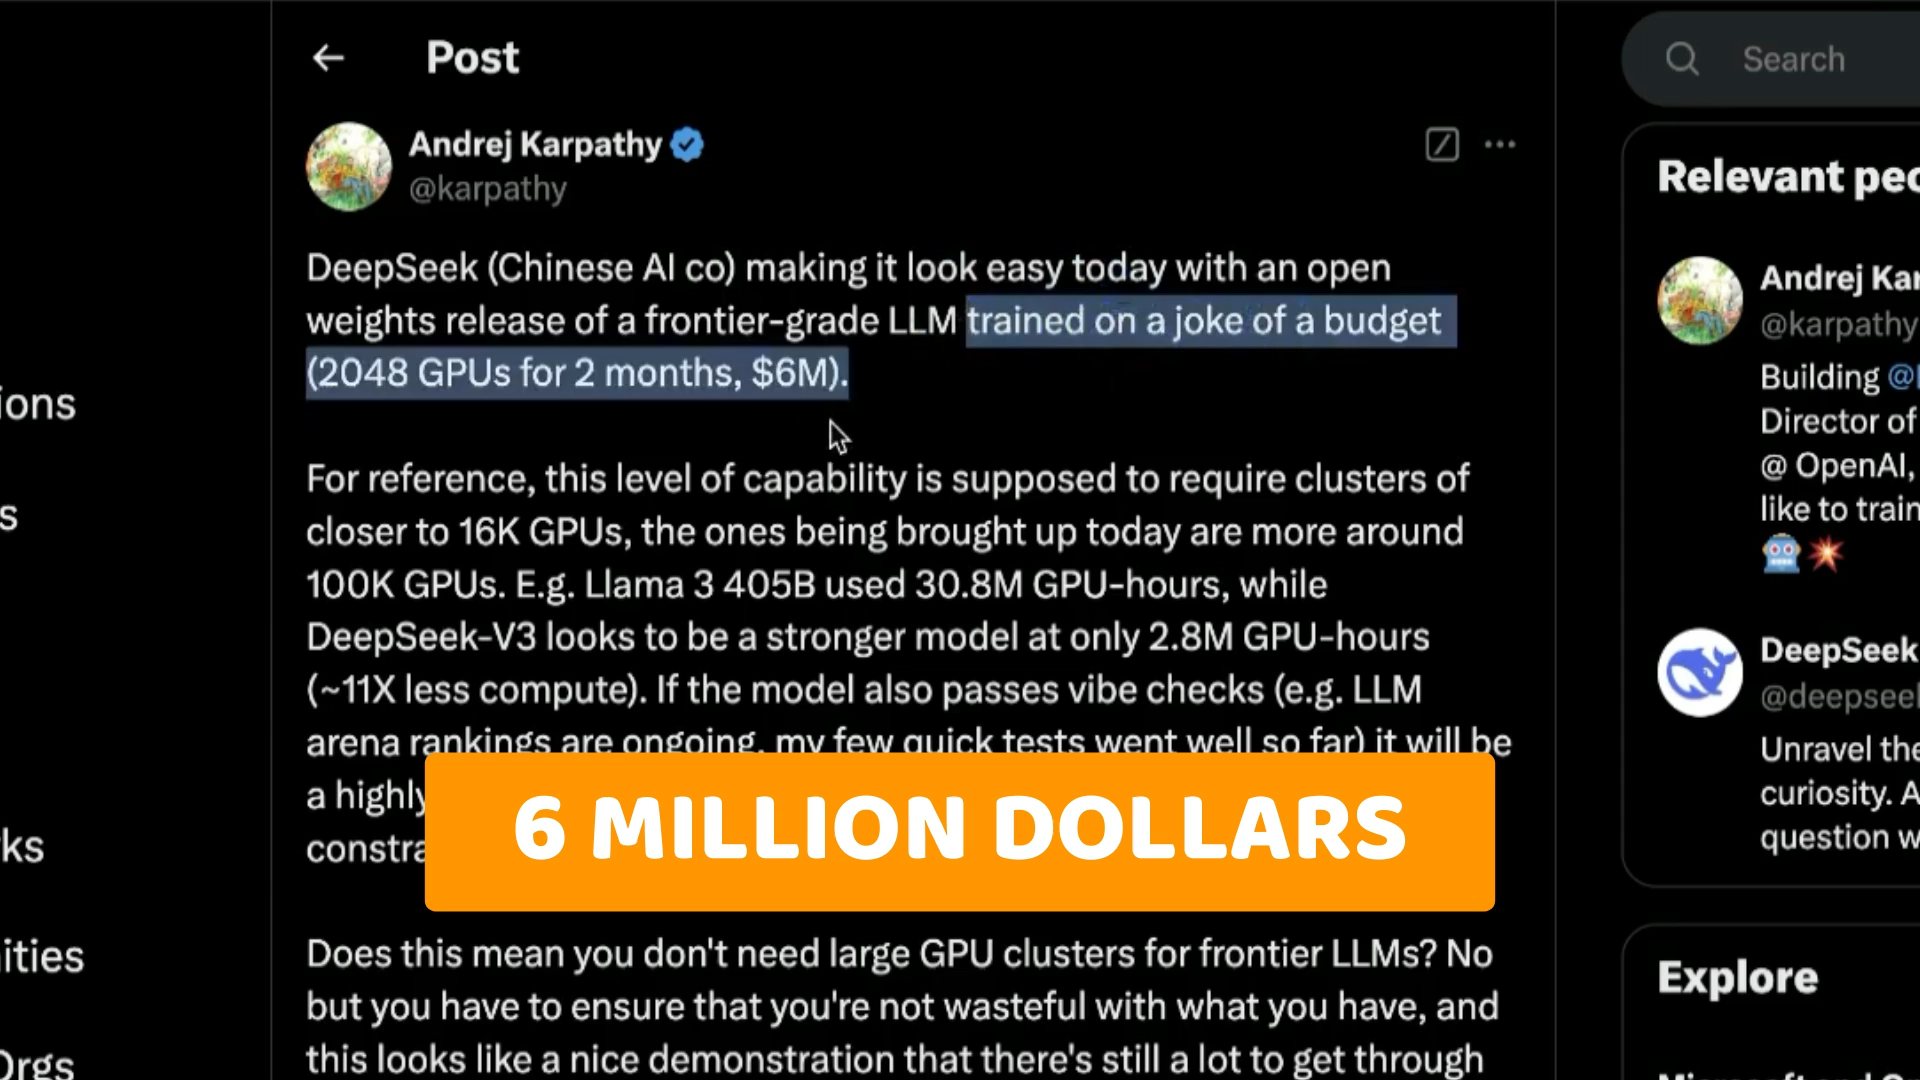 Post
Search
Andrej Karpathy
@karpathy
DeepSeek (Chinese AI co) making it look easy today with an open
weights release of a frontier-grade LLM trained on a joke of a budget
(2048 GPUs for 2 months, $6M).
For reference, this level of capability is supposed to require clusters of
closer to 16K GPUs, the ones being brought up today are more around
100K GPUs. E.g. Llama 3 405B used 30.8M GPU-hours, while
DeepSeek-V3 looks to be a stronger model at only 2.8M GPU-hours
(~11X less compute). If the model also passes vibe checks (e.g. LLM
arena rankings are ongoing, my few quick tests went well so far) it will be
a highly
constra
6 MILLION DOLLARS
Does this mean you don't need large GPU clusters for frontier LLMs? No
but you have to ensure that you're not wasteful with what you have, and
this looks like a nice demonstration that there's still a lot to get through
ions
s
ks
ities
Orgs
Relevant peo
Andrej Kar
@karpathy
Building @
Director of
@ OpenAI,
like to train
DeepSeek
@deepseek
Unravel the
curiosity. A
question w
Explore